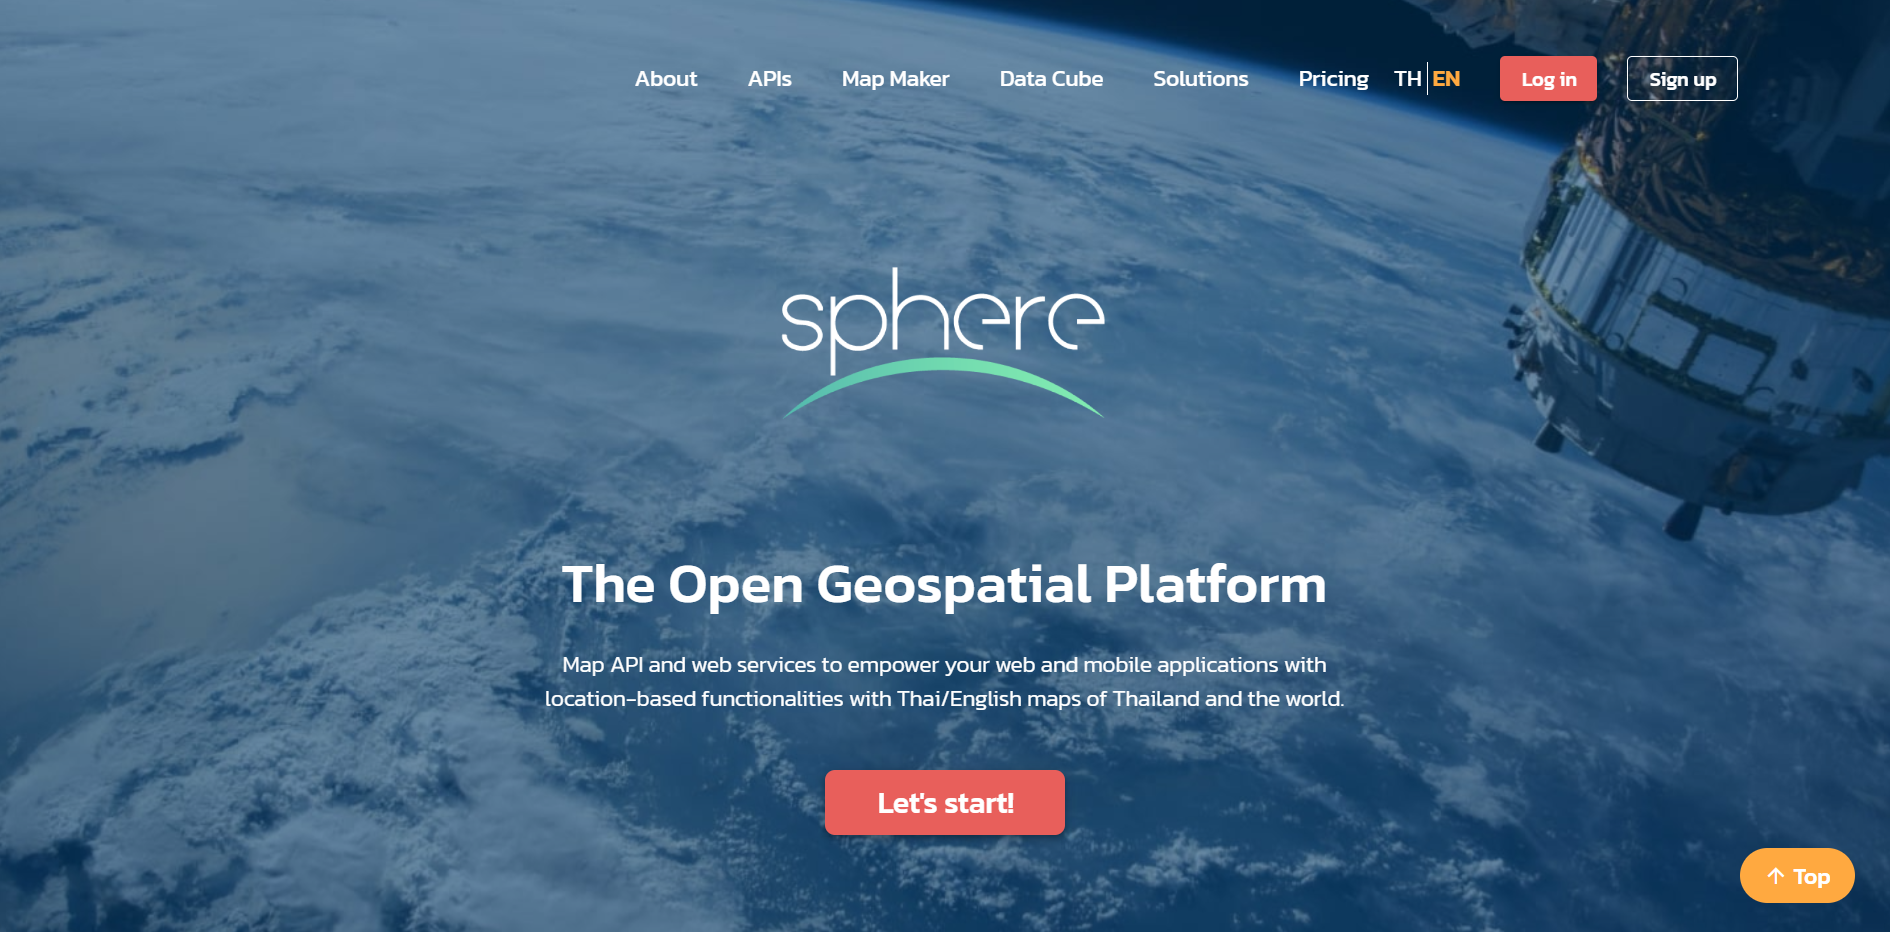 About APIs Map Maker Data Cube Solutions Pricing TH EN Log in Sign up
sphere
The Open Geospatial Platform
Map API and web services to empower your web and mobile applications with
location-based functionalities with Thai/English maps of Thailand and the world.
Let's start!
Top